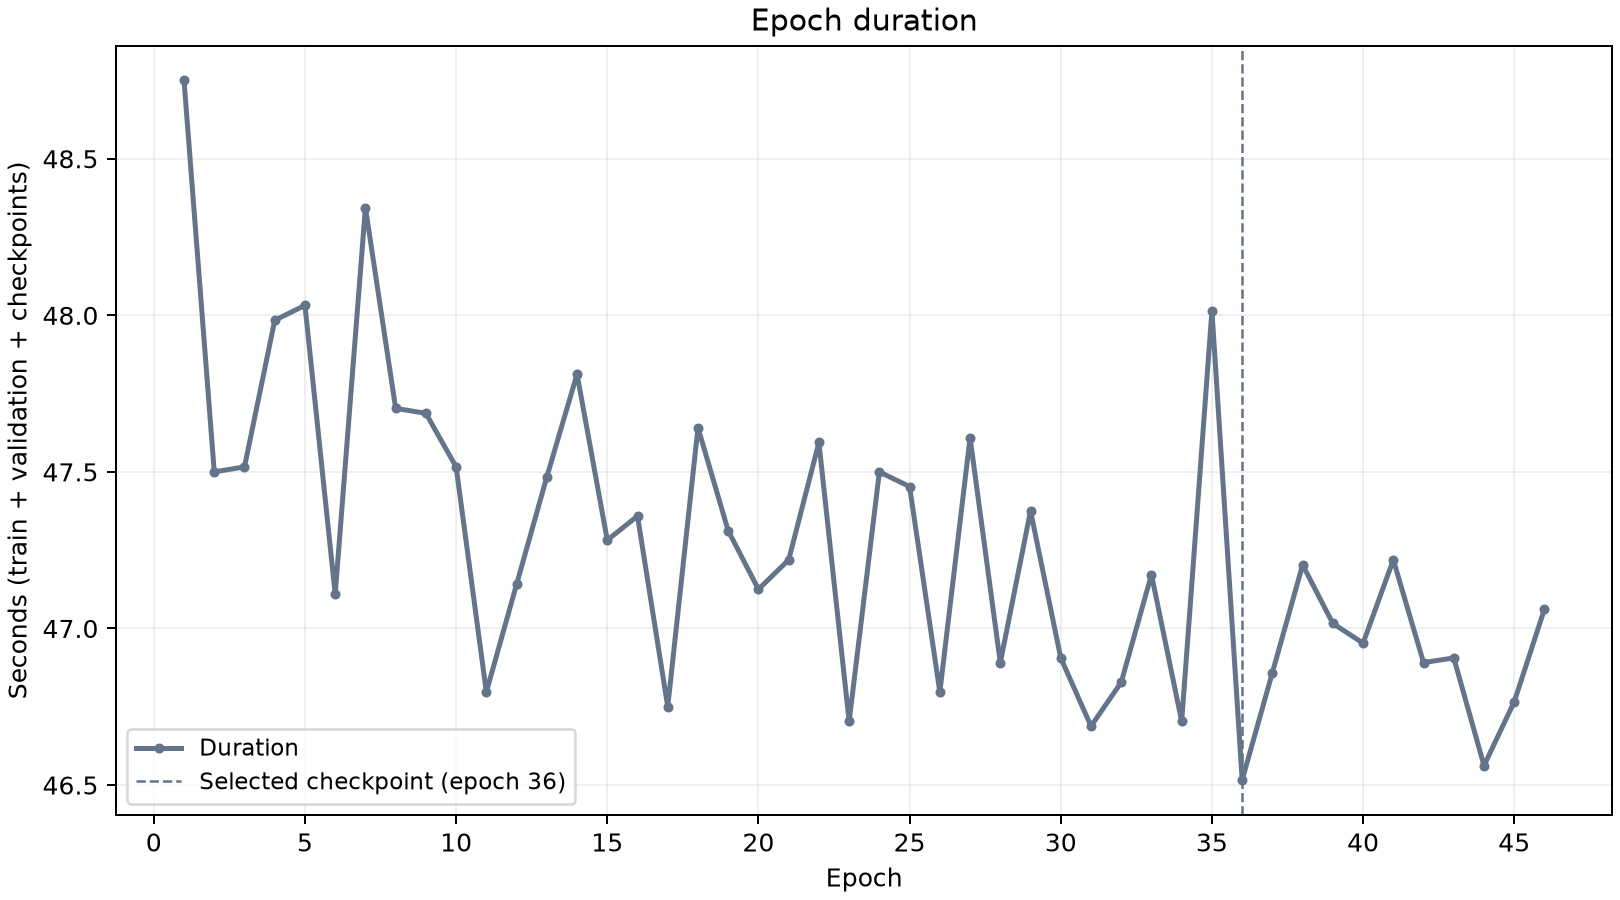 Epoch duration
Seconds (train + validation + checkpoints)
48.5
48.0
47.5
47.0
46.5
Duration
Selected checkpoint (epoch 36)
0 5 10 15 20 25 30 35 40 45
Epoch